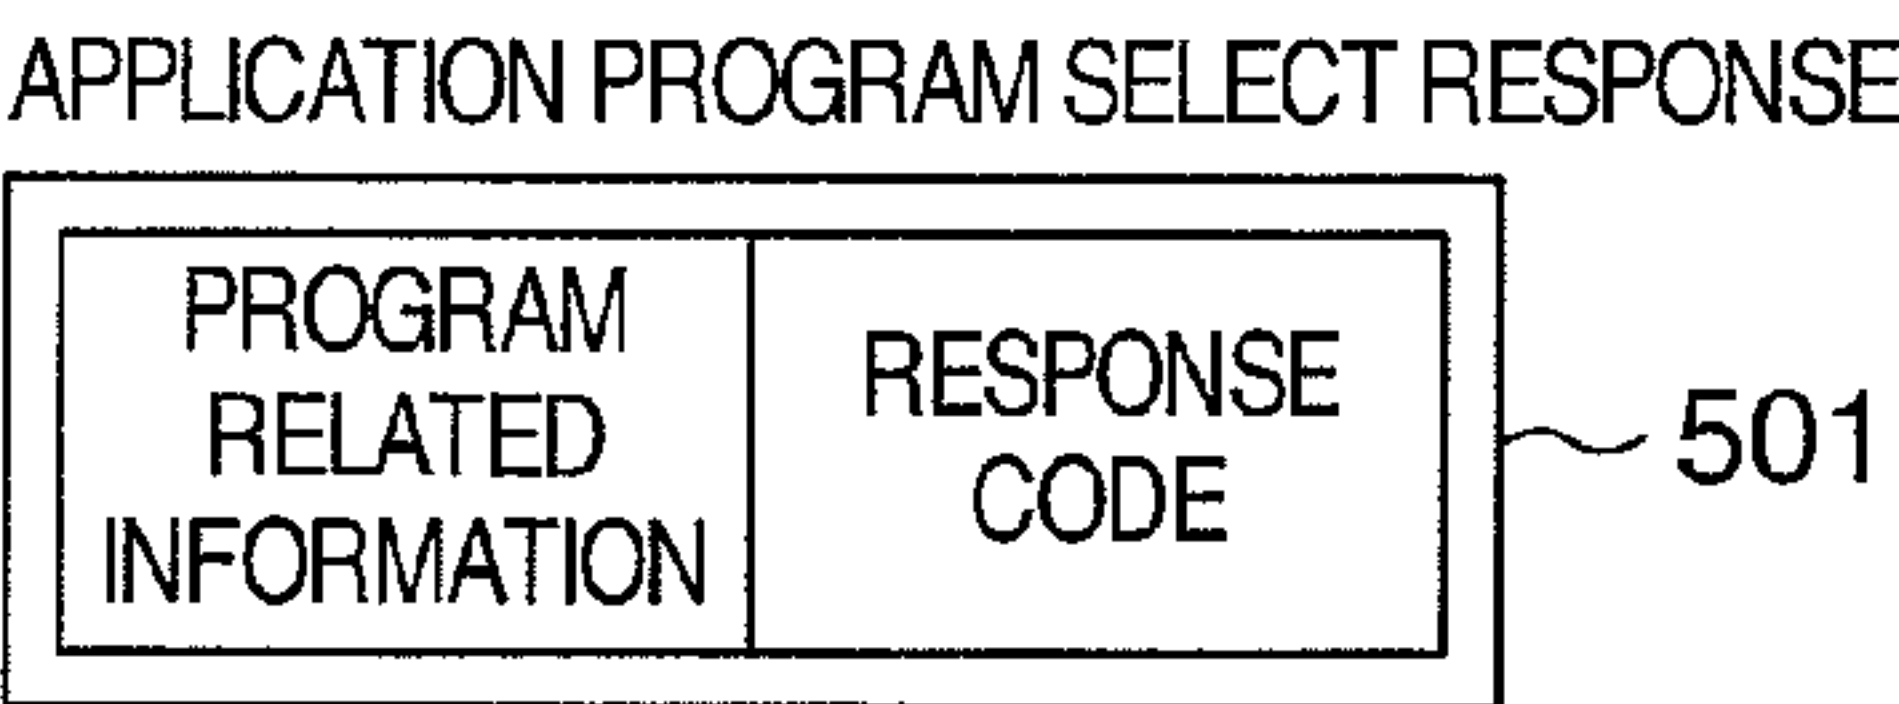 APPLICATION PROGRAM SELECT RESPONSE
PROGRAM
RELATED
INFORMATION
RESPONSE
CODE
501